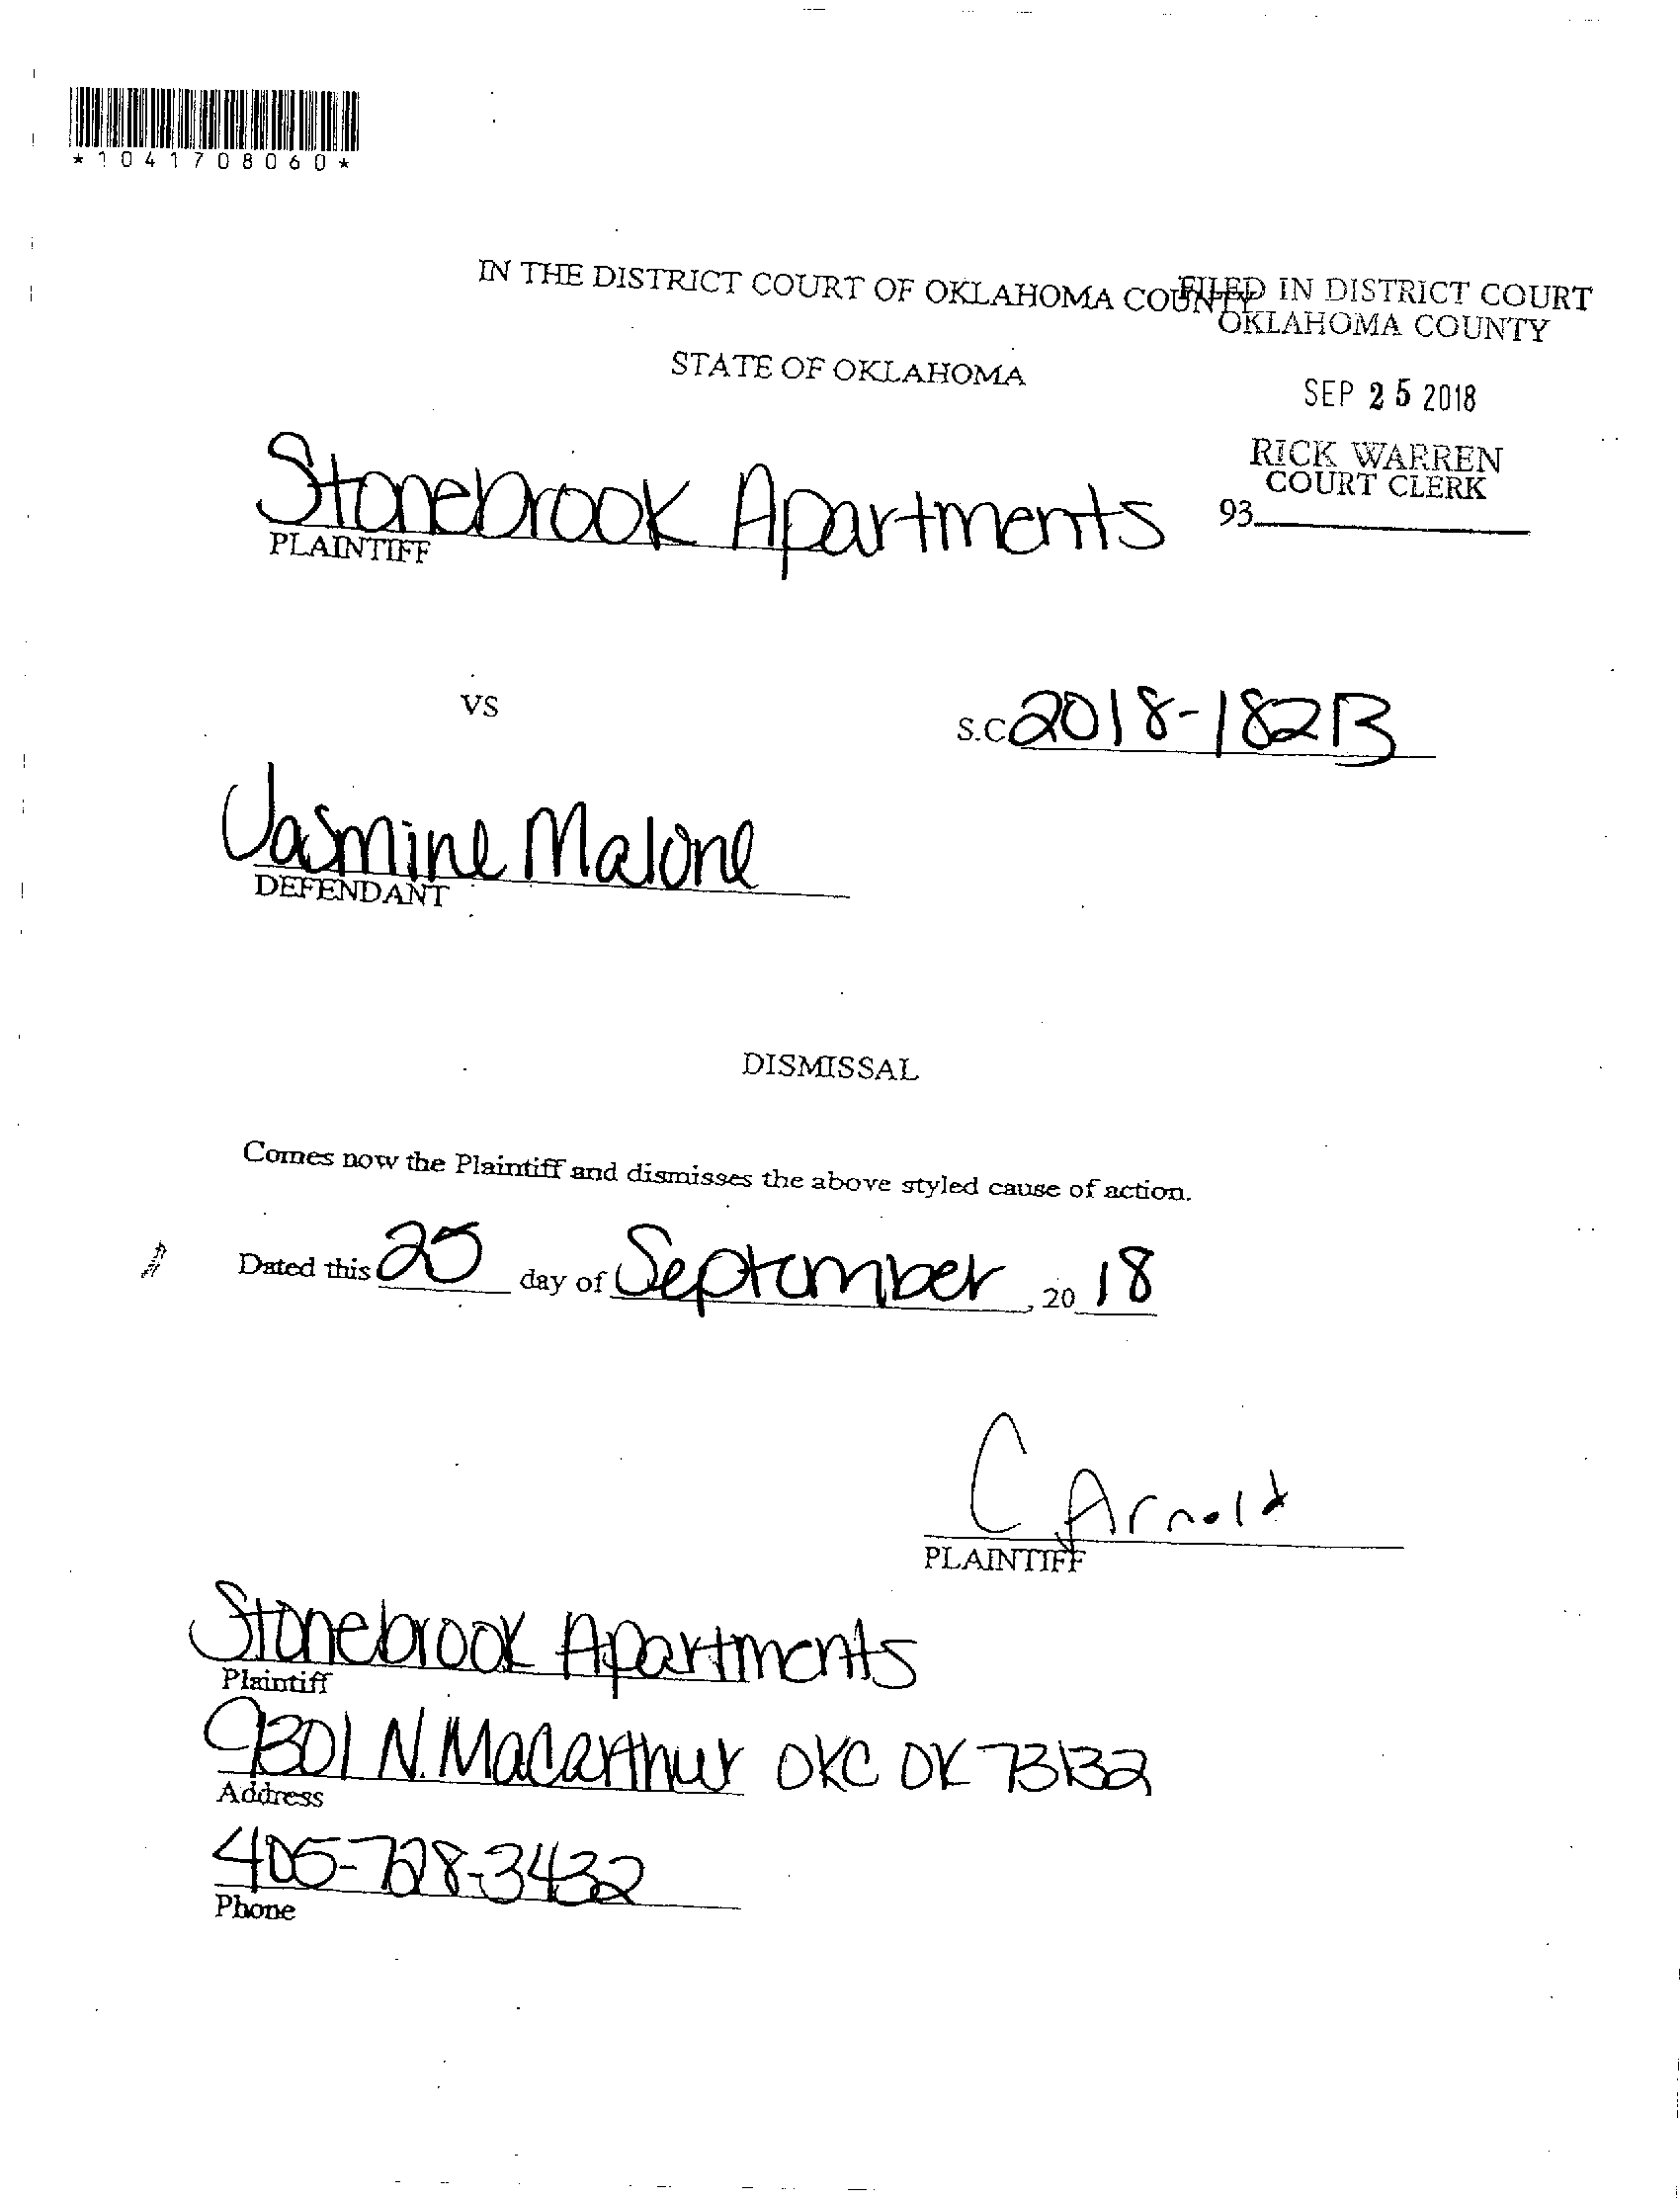 *1041708060*
IN THE DISTRICT COURT OF OKLAHOMA COUNTY
FILED IN DISTRICT COURT
OKLAHOMA COUNTY
STATE OF OKLAHOMA
SEP 25 2018
RICK WARREN
COURT CLERK
93
Stonebrook Apartments
PLAINTIFF
VS
S.C 2018-182B
Jasmine Malone
DEFENDANT
DISMISSAL
Comes now the Plaintiff and dismisses the above styled cause of action.
Dated this 25 day of September, 20 18
C Arnold
PLAINTIFF
Stonebrook Apartments
Plaintiff
9301 N. Macarthur OKC OK 73132
Address
405-728-3432
Phone